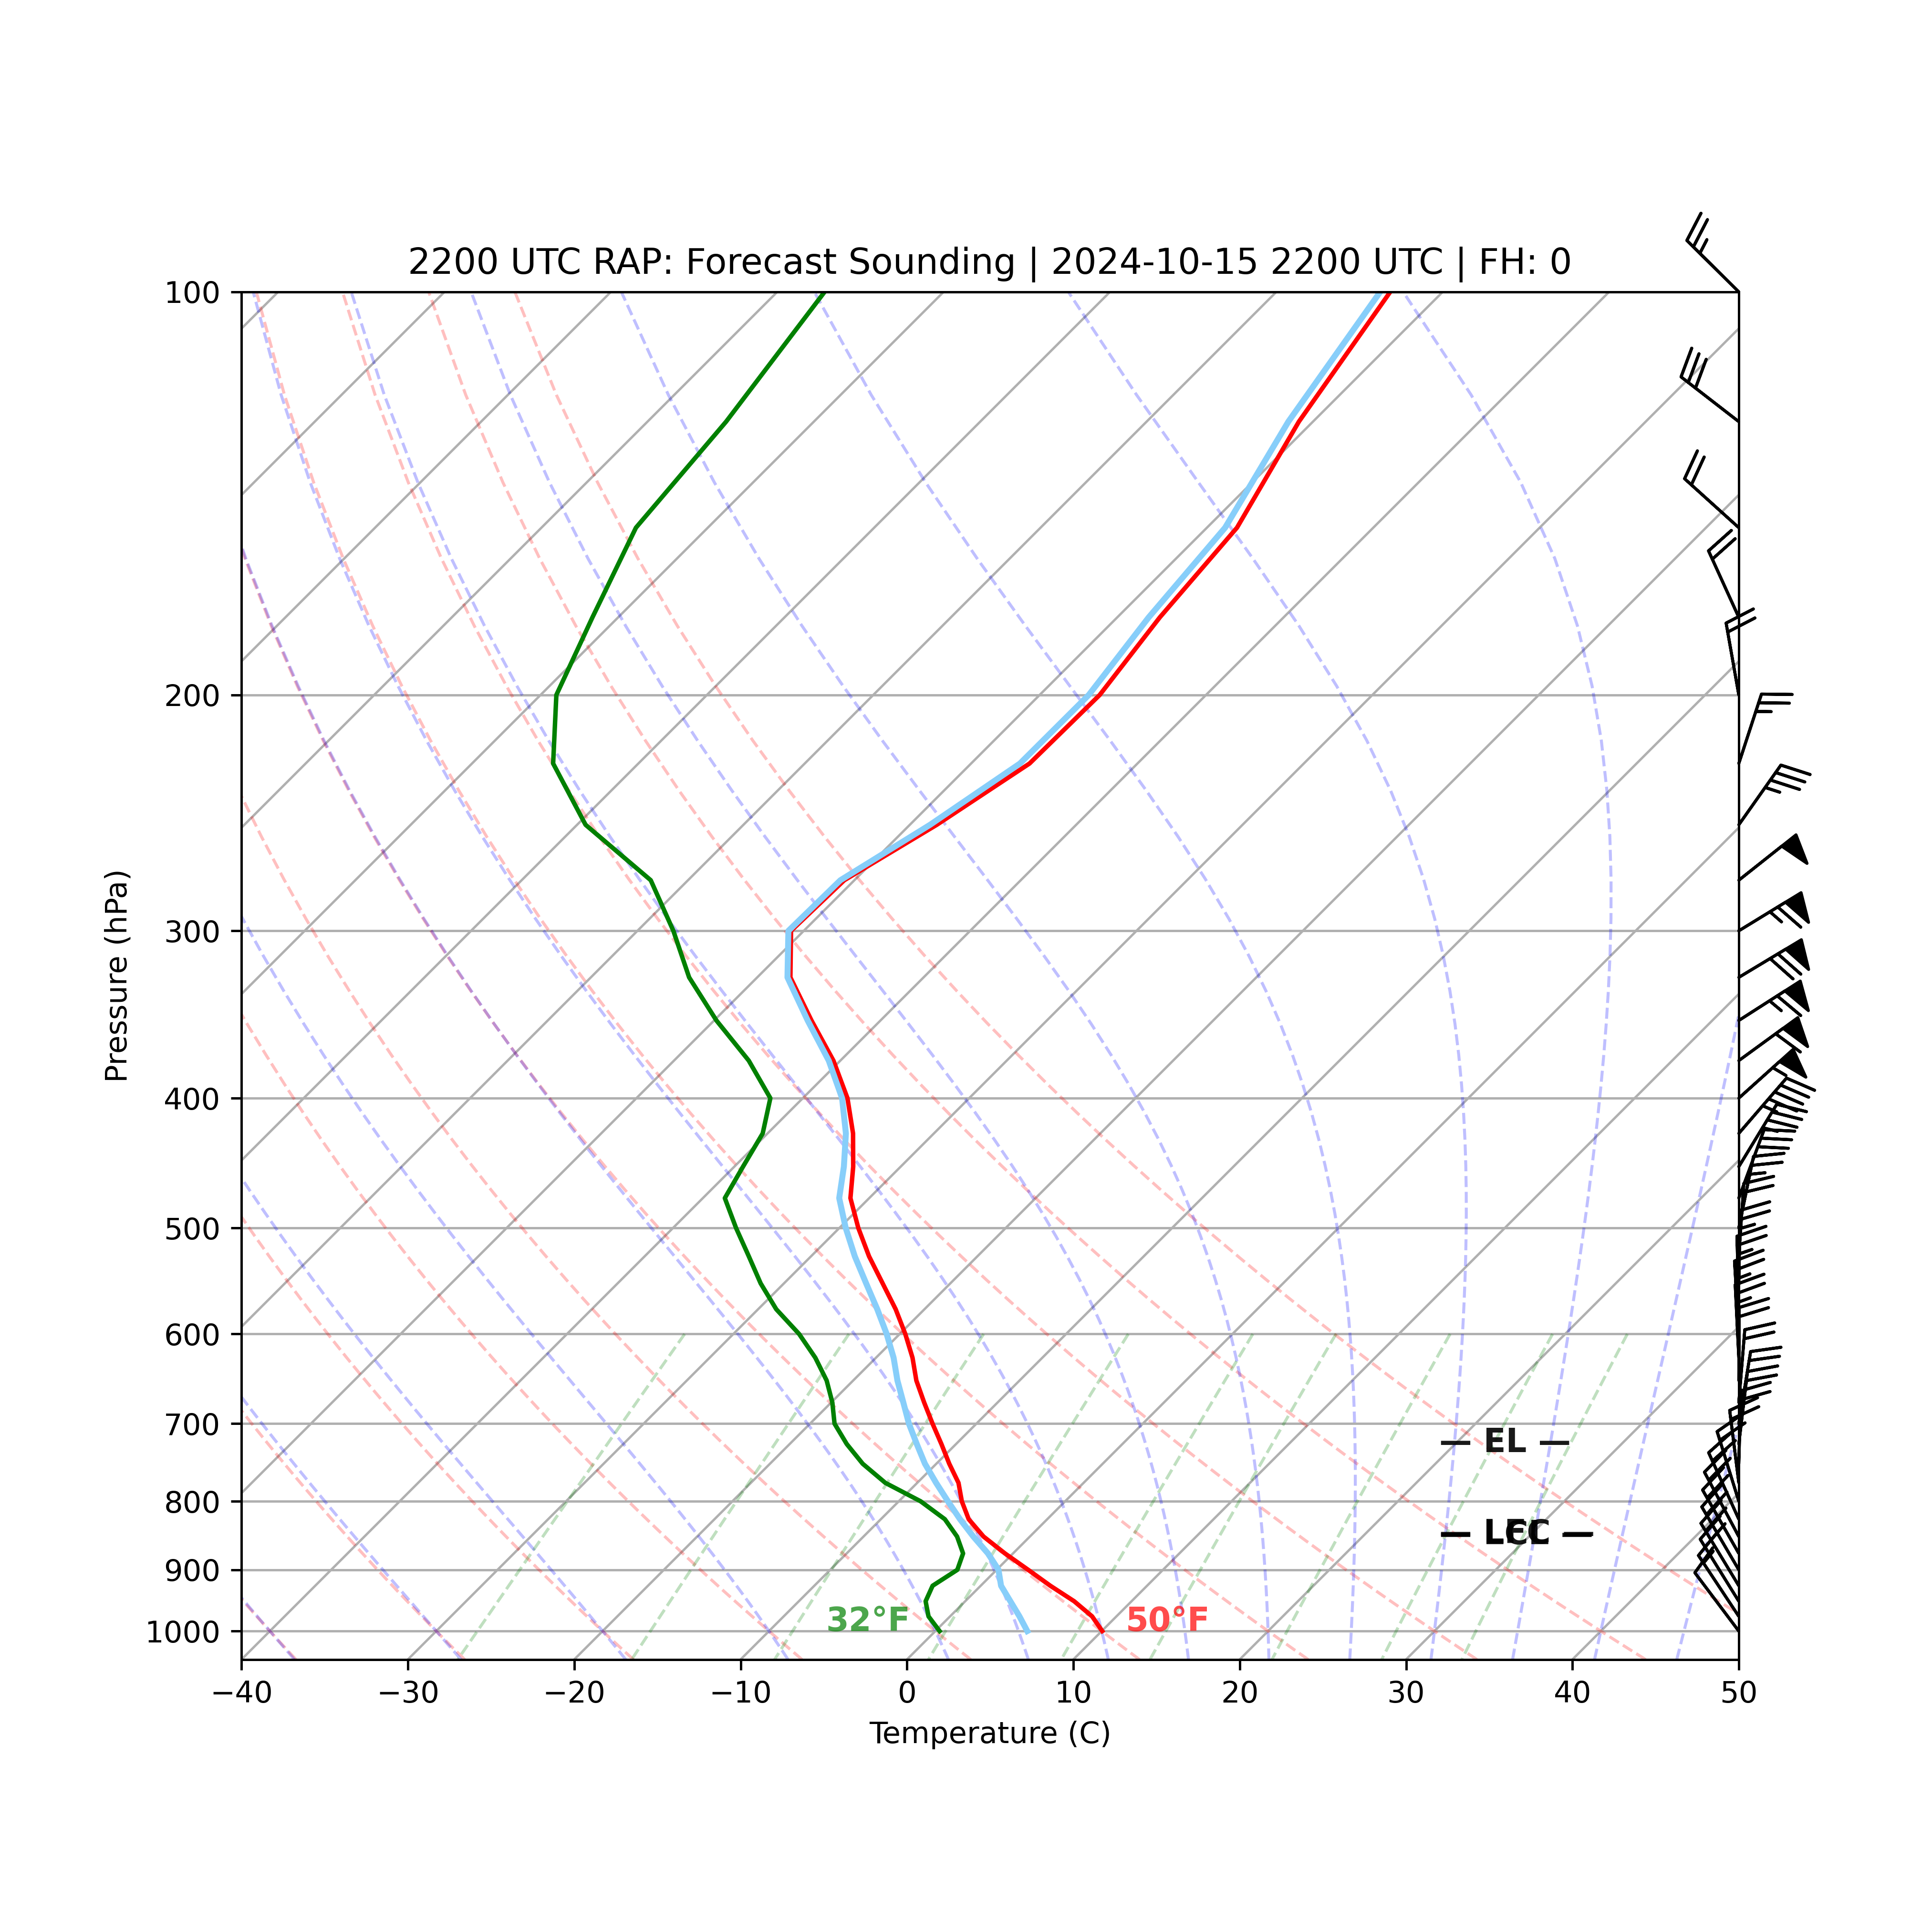 2200 UTC RAP: Forecast Sounding | 2024-10-15 2200 UTC | FH: 0
100
200
300
400
500
600
700
800
900
1000
Pressure (hPa)
— EL —
32°F
50°F
−40 −30 −20 −10 0 10 20 30 40 50
Temperature (C)